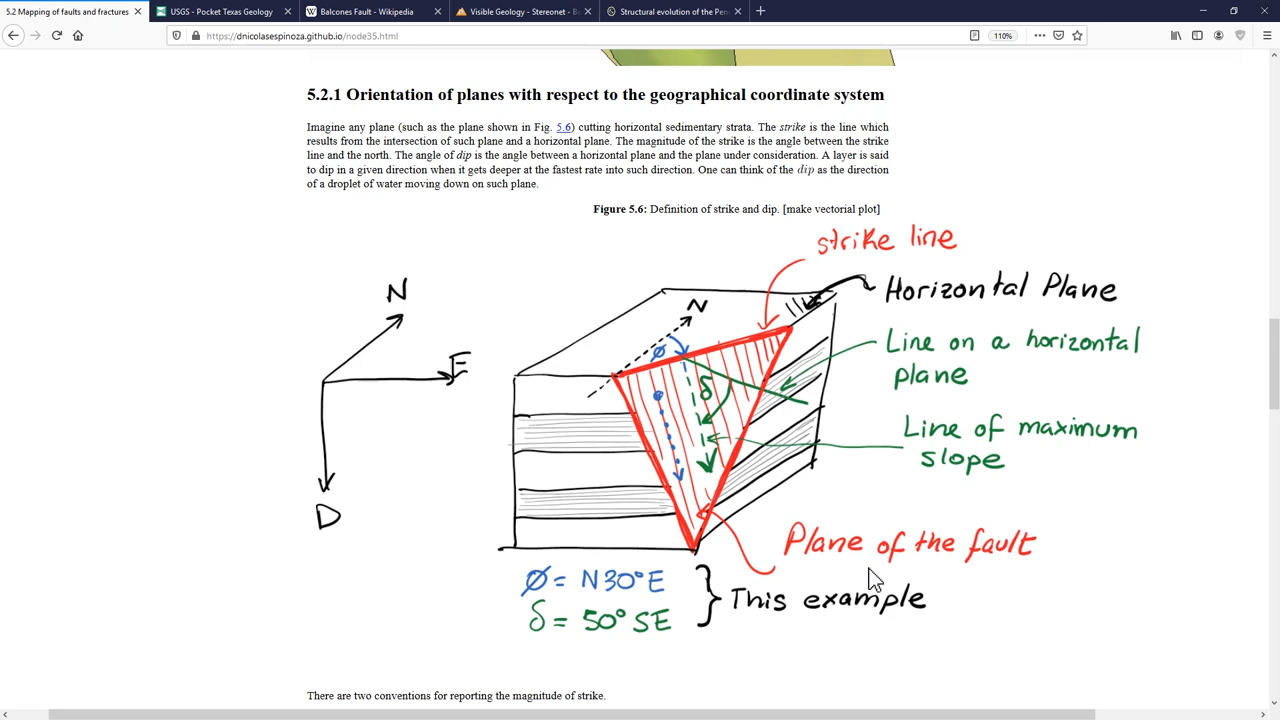 5.2 Mapping of faults and fractures
USGS - Pocket Texas Geology
Balcones Fault - Wikipedia
Visible Geology - Stereonet - Be
Structural evolution of the Pen
https://dnicolasespinoza.github.io/node35.html
110%
5.2.1 Orientation of planes with respect to the geographical coordinate system
Imagine any plane (such as the plane shown in Fig. 5.6) cutting horizontal sedimentary strata. The strike is the line which
results from the intersection of such plane and a horizontal plane. The magnitude of the strike is the angle between the strike
line and the north. The angle of dip is the angle between a horizontal plane and the plane under consideration. A layer is said
to dip in a given direction when it gets deeper at the fastest rate into such direction. One can think of the dip as the direction
of a droplet of water moving down on such plane.
Figure 5.6: Definition of strike and dip. [make vectorial plot]
strike line
Horizontal Plane
N
N
Line on a horizontal
plane
E
ø
δ
Line of maximum
slope
D
Plane of the fault
ø = N30°E
δ = 50° SE
This example
There are two conventions for reporting the magnitude of strike.